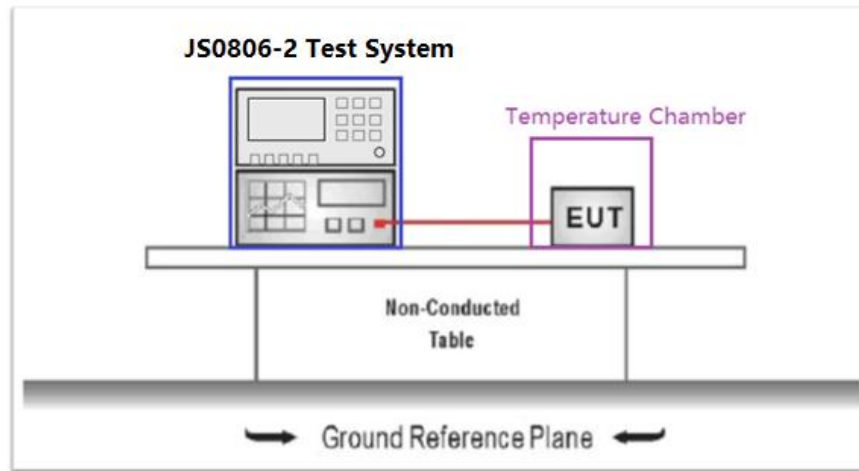 JS0806-2 Test System
Temperature Chamber
EUT
Non-Conducted
Table
Ground Reference Plane